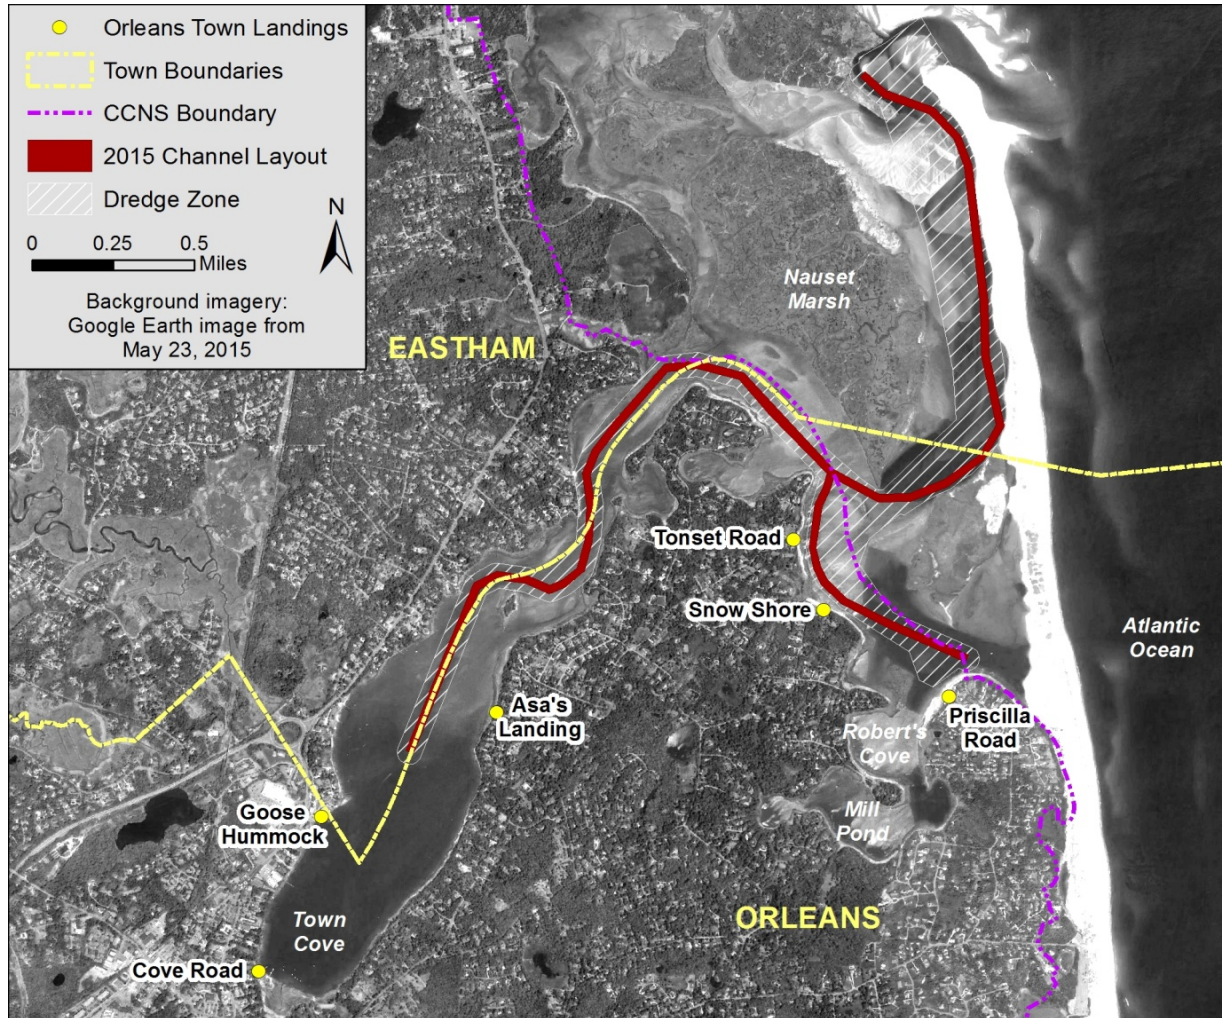 Orleans Town Landings
Town Boundaries
CCNS Boundary
2015 Channel Layout
Dredge Zone
N
0 0.25 0.5
Miles
Background imagery:
Google Earth image from
May 23, 2015
Nauset
Marsh
EASTHAM
Tonset Road
Snow Shore
Atlantic
Ocean
Asa's
Landing
Priscilla
Road
Robert's
Cove
Goose
Hummock
Mill
Pond
Town
Cove
ORLEANS
Cove Road